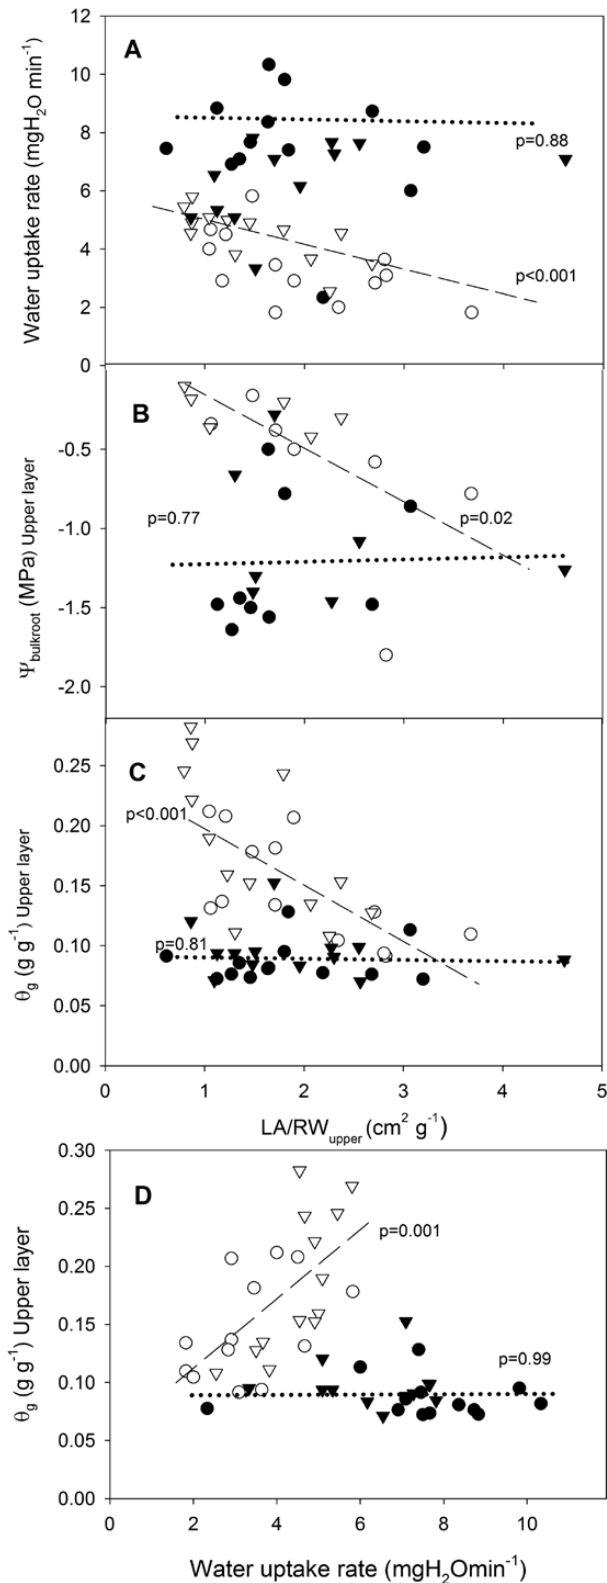 12
A
10
8
p=0.88
6
4
p<0.001
2
0
Water uptake rate (mgH₂O min⁻¹)
B
-0.5
p=0.77
p=0.02
-1.0
-1.5
-2.0
Ψbulkroot (MPa) Upper layer
C
0.25
0.20
p<0.001
0.15
0.10
p=0.81
0.05
0.00
θg (g g⁻¹) Upper layer
0 1 2 3 4 5
LA/RWupper (cm² g⁻¹)
0.30
D
0.25
p=0.001
0.20
0.15
p=0.99
0.10
0.05
0.00
θg (g g⁻¹) Upper layer
0 2 4 6 8 10
Water uptake rate (mgH₂Omin⁻¹)